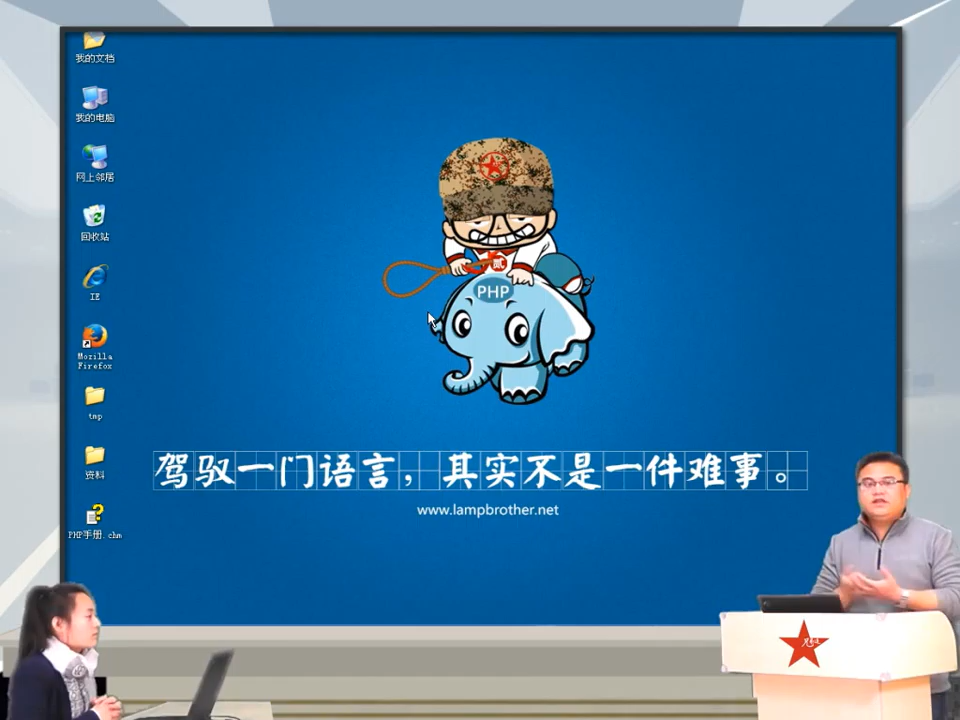 我的文档
我的电脑
网上邻居
回收站
IE
Mozilla
Firefox
tmp
资料
PHP手册.chm
贰
PHP
驾驭一门语言，其实不是一件难事。
www.lampbrother.net